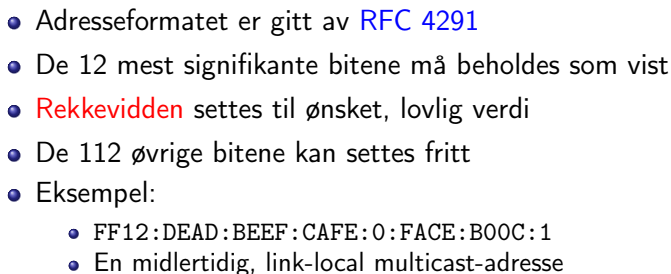 Adresseformatet er gitt av RFC 4291
De 12 mest signifikante bitene må beholdes som vist
Rekkevidden settes til ønsket, lovlig verdi
De 112 øvrige bitene kan settes fritt
Eksempel:
FF12:DEAD:BEEF:CAFE:0:FACE:B00C:1
En midlertidig, link-local multicast-adresse